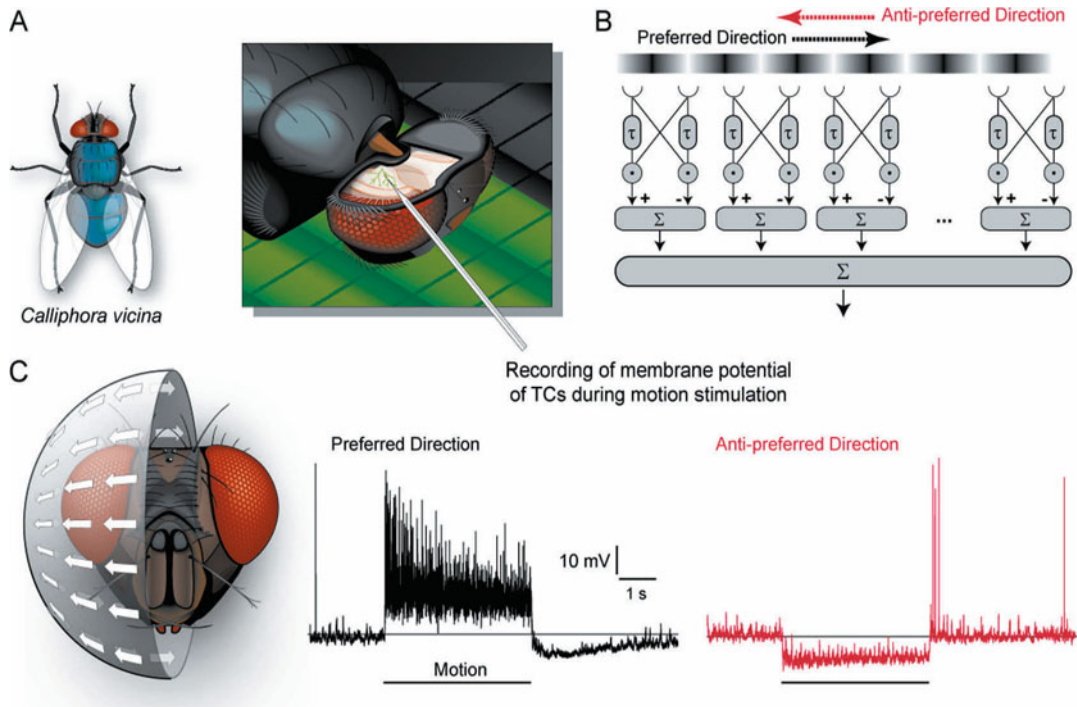 A
Calliphora vicina
Recording of membrane potential
of TCs during motion stimulation
B
Anti-preferred Direction
Preferred Direction
τ τ τ τ τ τ τ τ
+ - + - + - + -
Σ Σ Σ ... Σ
Σ
C
Preferred Direction
10 mV
1 s
Motion
Anti-preferred Direction